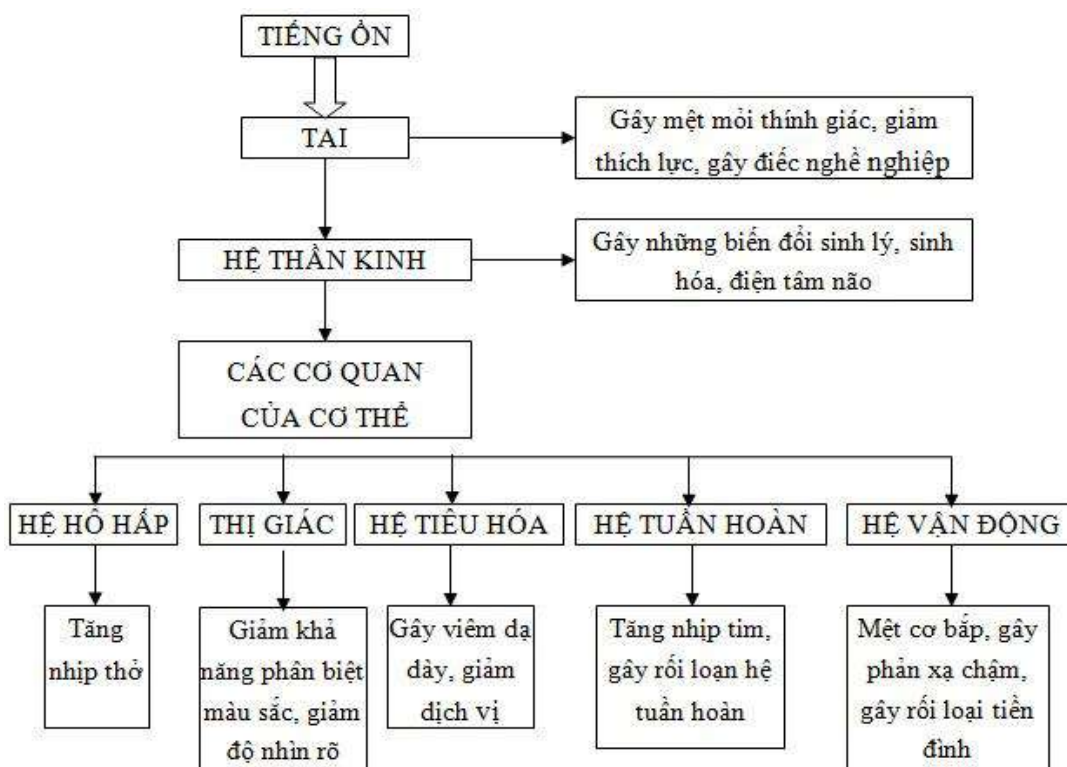 TIẾNG ỒN
TAI
Gây mệt mỏi thính giác, giảm
thích lực, gây điếc nghề nghiệp
HỆ THẦN KINH
Gây những biến đổi sinh lý, sinh
hóa, điện tâm não
CÁC CƠ QUAN
CỦA CƠ THỂ
HỆ HÔ HẤP
THỊ GIÁC
HỆ TIÊU HÓA
HỆ TUẦN HOÀN
HỆ VẬN ĐỘNG
Tăng
nhịp thở
Giảm khả
năng phân biệt
màu sắc, giảm
độ nhìn rõ
Gây viêm dạ
dày, giảm
dịch vị
Tăng nhịp tim,
gây rối loạn hệ
tuần hoàn
Mệt cơ bắp, gây
phản xạ chậm,
gây rối loại tiền
đình